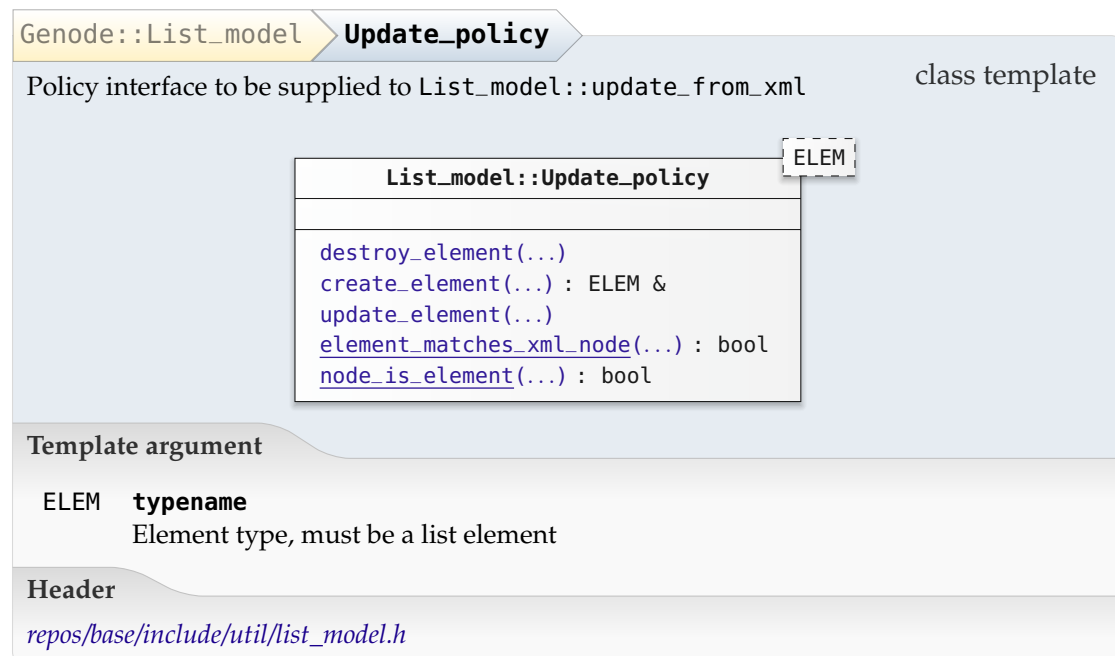 Genode::List_model Update_policy
class template
Policy interface to be supplied to List_model::update_from_xml
ELEM
List_model::Update_policy
destroy_element(...)
create_element(...) : ELEM &
update_element(...)
element_matches_xml_node(...) : bool
node_is_element(...) : bool
Template argument
ELEM typename
Element type, must be a list element
Header
repos/base/include/util/list_model.h